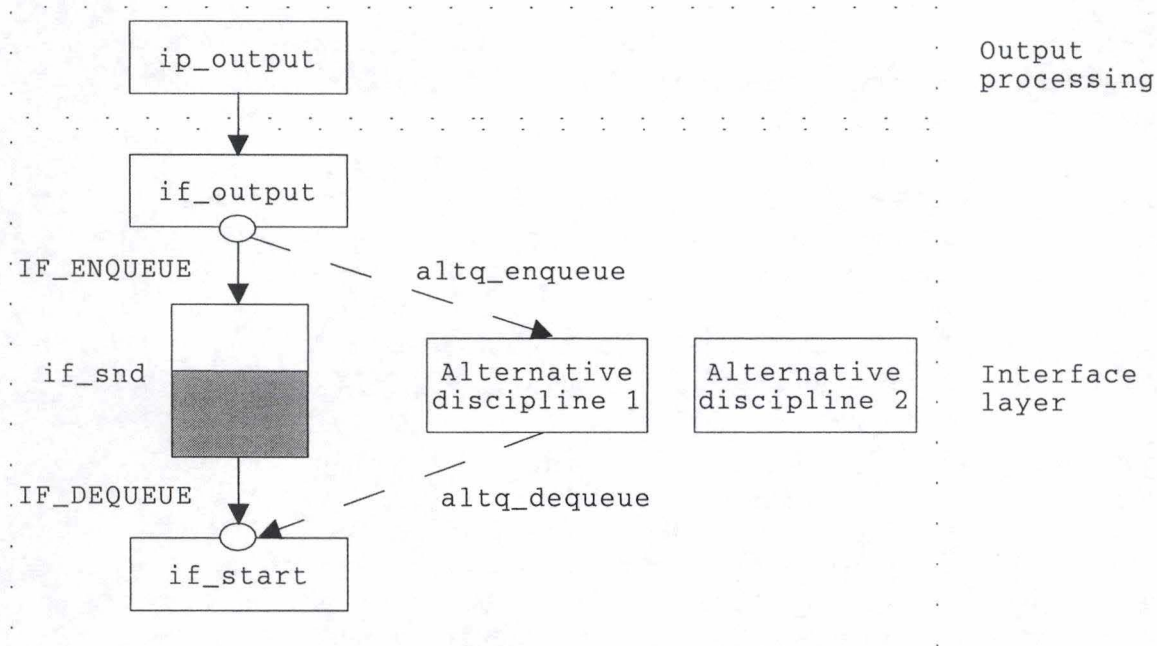 ip_output
Output
processing
if_output
IF_ENQUEUE
altq_enqueue
if_snd
Alternative
discipline 1
Alternative
discipline 2
Interface
layer
IF_DEQUEUE
altq_dequeue
if_start